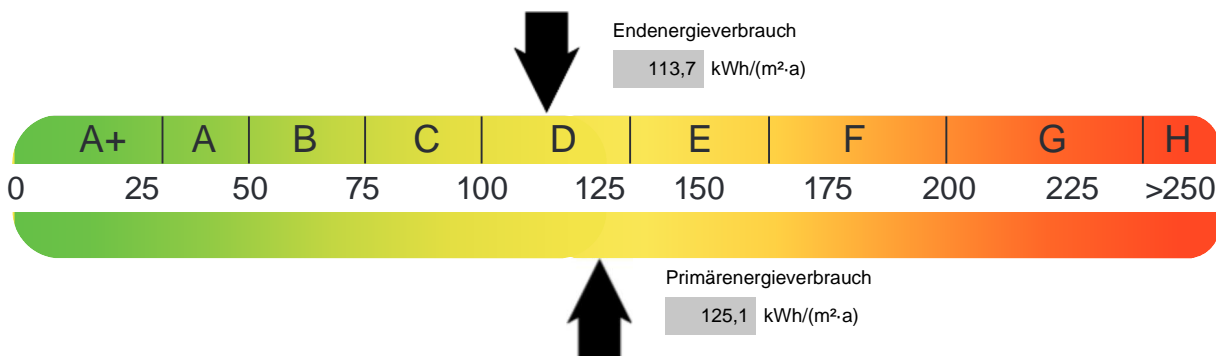 Endenergieverbrauch
113,7 kWh/(m²·a)
A+ A B C D E F G H
0 25 50 75 100 125 150 175 200 225 >250
Primärenergieverbrauch
125,1 kWh/(m²·a)